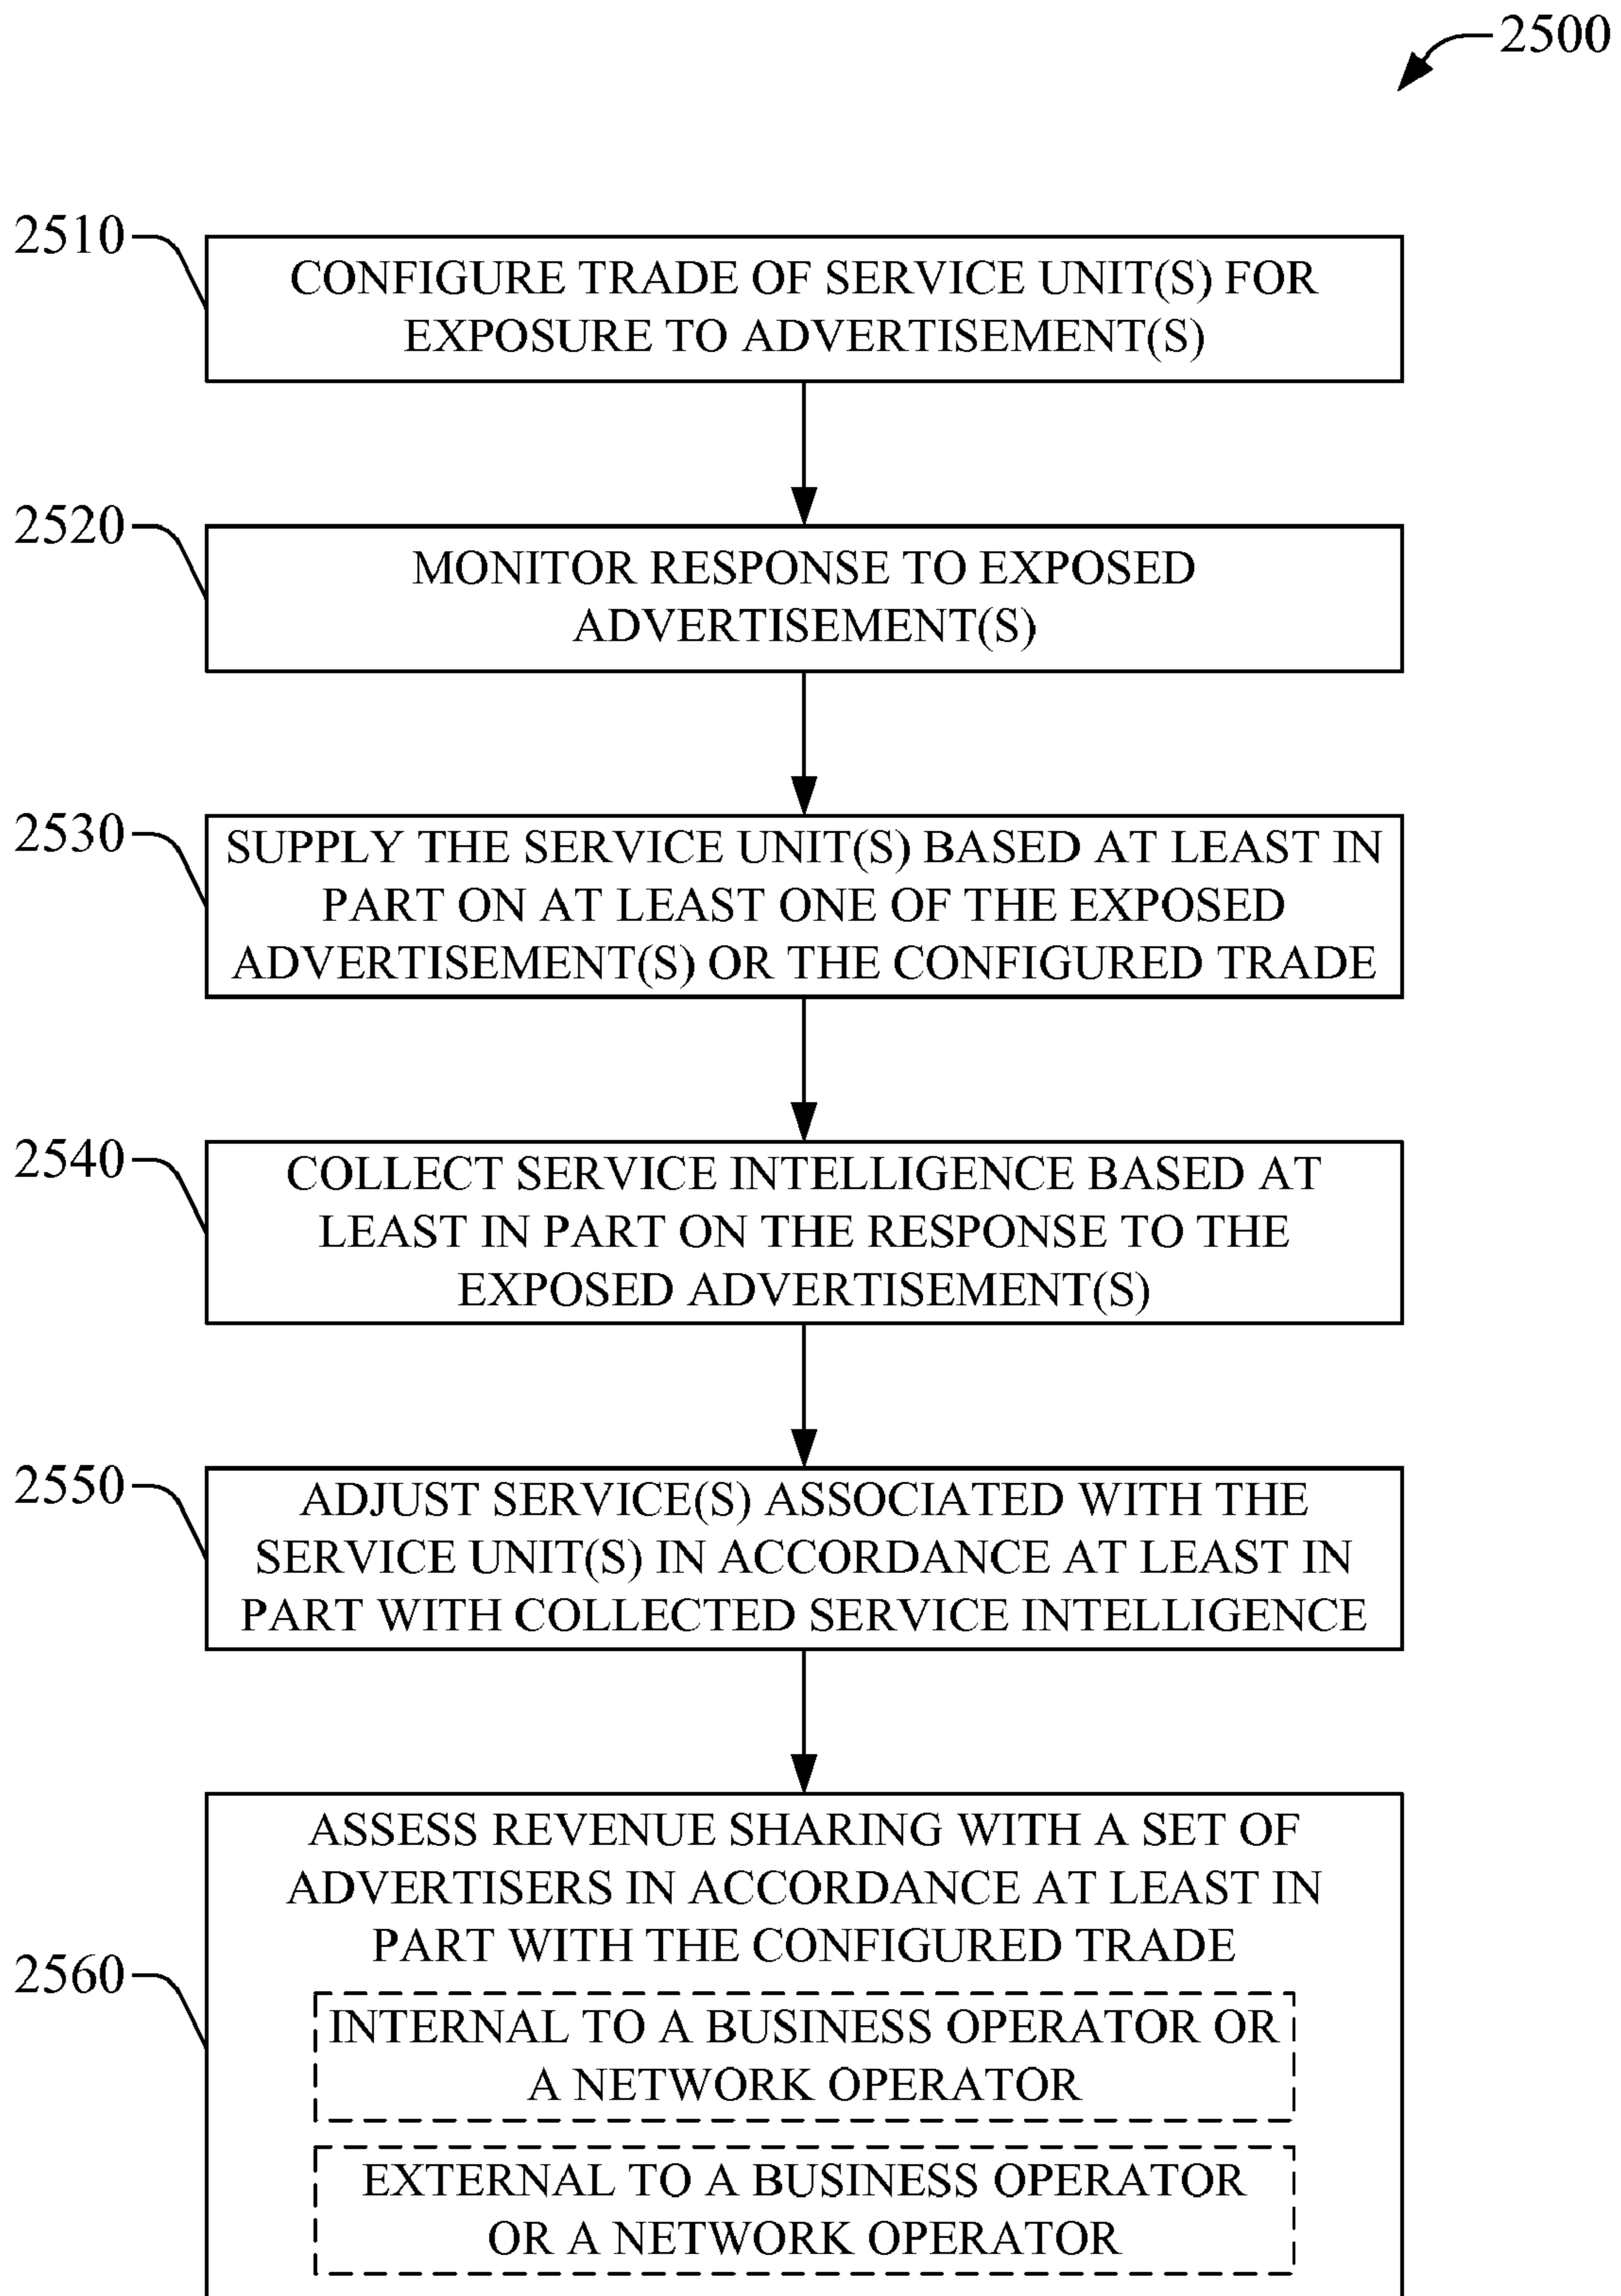 2500
2510
CONFIGURE TRADE OF SERVICE UNIT(S) FOR
EXPOSURE TO ADVERTISEMENT(S)
2520
MONITOR RESPONSE TO EXPOSED
ADVERTISEMENT(S)
2530
SUPPLY THE SERVICE UNIT(S) BASED AT LEAST IN
PART ON AT LEAST ONE OF THE EXPOSED
ADVERTISEMENT(S) OR THE CONFIGURED TRADE
2540
COLLECT SERVICE INTELLIGENCE BASED AT
LEAST IN PART ON THE RESPONSE TO THE
EXPOSED ADVERTISEMENT(S)
2550
ADJUST SERVICE(S) ASSOCIATED WITH THE
SERVICE UNIT(S) IN ACCORDANCE AT LEAST IN
PART WITH COLLECTED SERVICE INTELLIGENCE
2560
ASSESS REVENUE SHARING WITH A SET OF
ADVERTISERS IN ACCORDANCE AT LEAST IN
PART WITH THE CONFIGURED TRADE
INTERNAL TO A BUSINESS OPERATOR OR
A NETWORK OPERATOR
EXTERNAL TO A BUSINESS OPERATOR
OR A NETWORK OPERATOR